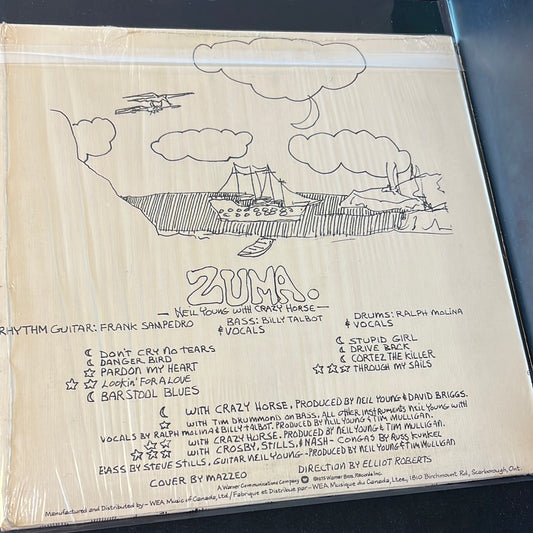 ZUMA.
— NEIL YOUNG WITH CRAZY HORSE —
RHYTHM GUITAR: FRANK SAMPEDRO
BASS: BILLY TALBOT
& VOCALS
DRUMS: RALPH MOLINA
& VOCALS
DON'T CRY NO TEARS
DANGER BIRD
PARDON MY HEART
LOOKIN' FOR A LOVE
BARSTOOL BLUES
STUPID GIRL
DRIVE BACK
CORTEZ THE KILLER
THROUGH MY SAILS
WITH CRAZY HORSE, PRODUCED BY NEIL YOUNG & DAVID BRIGGS.
WITH TIM DRUMMOND ON BASS, ALL OTHER INSTRUMENTS NEIL YOUNG WITH
VOCALS BY RALPH MOLINA & BILLY TALBOT. PRODUCED BY NEIL YOUNG & TIM MULLIGAN.
WITH CRAZY HORSE. PRODUCED BY NEIL YOUNG & TIM MULLIGAN.
WITH CROSBY, STILLS, & NASH - CONGAS BY RUSS KUNKEL
BASS BY STEVE STILLS, GUITAR NEIL YOUNG - PRODUCED BY NEIL YOUNG & TIM MULLIGAN
COVER BY MAZZEO
DIRECTION BY ELLIOT ROBERTS
A Warner Communications Company ©1975 Warner Bros. Records Inc.
Manufactured and Distributed by - WEA Music of Canada, Ltd / Fabriqué et Distribué par - WEA Musique du Canada, Ltee., 1810 Birchmount Rd., Scarborough, Ont.